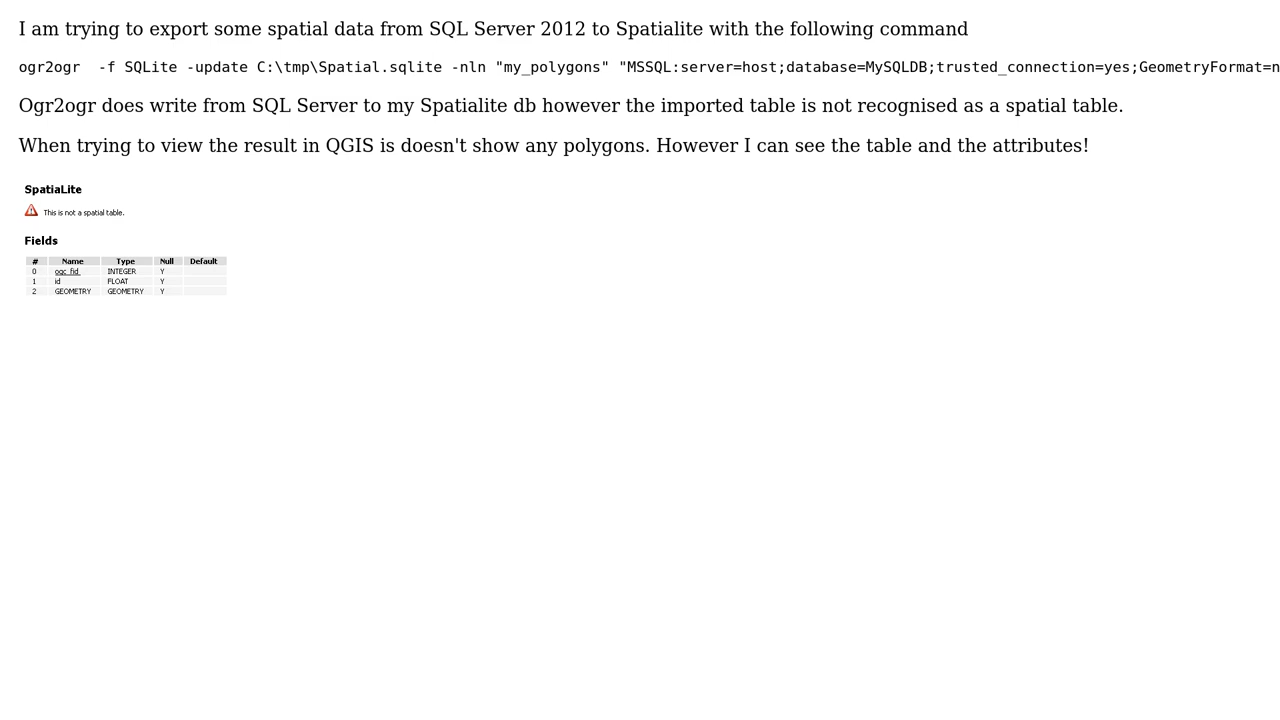 I am trying to export some spatial data from SQL Server 2012 to Spatialite with the following command
ogr2ogr  -f SQLite -update C:\tmp\Spatial.sqlite -nln "my_polygons" "MSSQL:server=host;database=MySQLDB;trusted_connection=yes;GeometryFormat=n
Ogr2ogr does write from SQL Server to my Spatialite db however the imported table is not recognised as a spatial table.
When trying to view the result in QGIS is doesn't show any polygons. However I can see the table and the attributes!
SpatiaLite
This is not a spatial table.
Fields
# Name Type Null Default
0 ogc_fid INTEGER Y
1 id FLOAT Y
2 GEOMETRY GEOMETRY Y